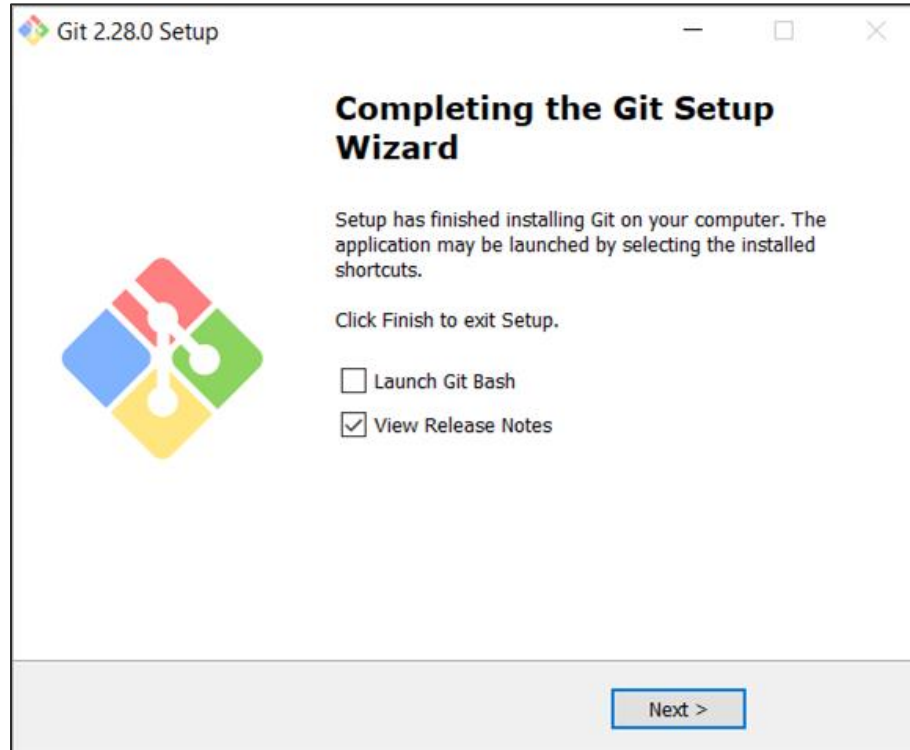 Git 2.28.0 Setup
Completing the Git Setup
Wizard
Setup has finished installing Git on your computer. The
application may be launched by selecting the installed
shortcuts.
Click Finish to exit Setup.
Launch Git Bash
View Release Notes
Next >